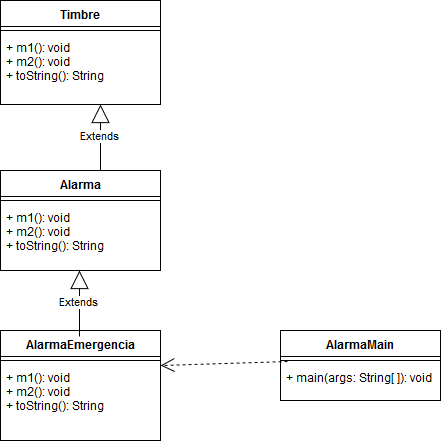 Timbre
+ m1(): void
+ m2(): void
+ toString(): String
Extends
Alarma
+ m1(): void
+ m2(): void
+ toString(): String
Extends
AlarmaEmergencia
+ m1(): void
+ m2(): void
+ toString(): String
AlarmaMain
+ main(args: String[ ]): void